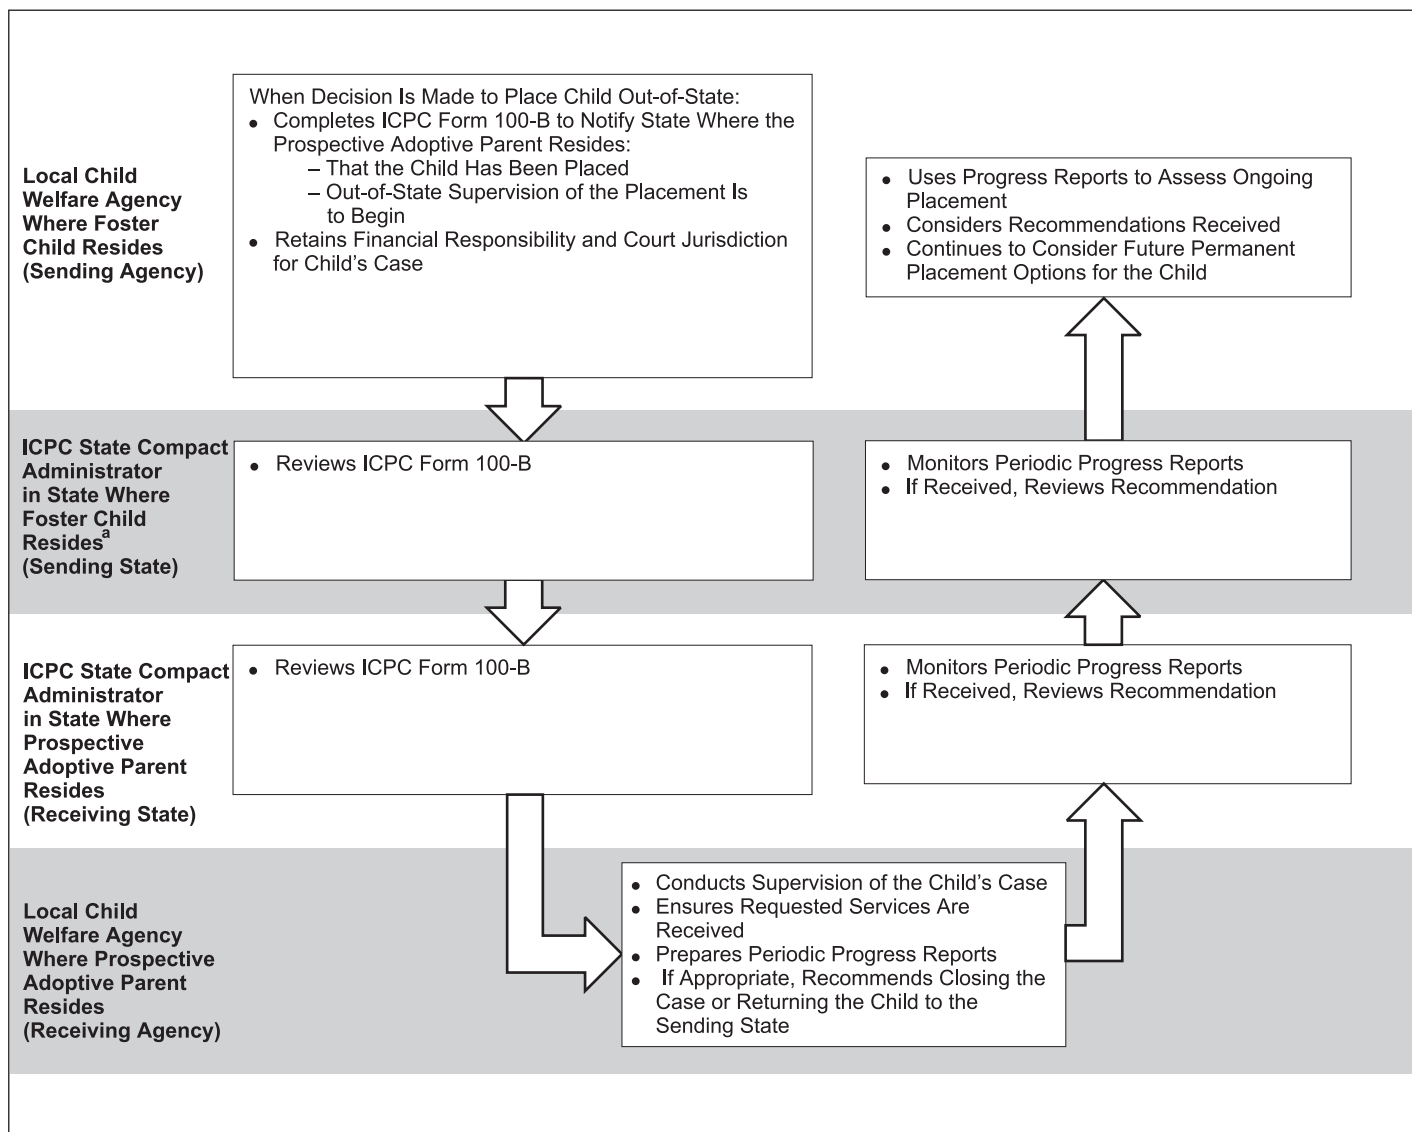 Local Child
Welfare Agency
Where Foster
Child Resides
(Sending Agency)
When Decision Is Made to Place Child Out-of-State:
● Completes ICPC Form 100-B to Notify State Where the
Prospective Adoptive Parent Resides:
– That the Child Has Been Placed
– Out-of-State Supervision of the Placement Is
to Begin
● Retains Financial Responsibility and Court Jurisdiction
for Child's Case
● Uses Progress Reports to Assess Ongoing
Placement
● Considers Recommendations Received
● Continues to Consider Future Permanent
Placement Options for the Child
ICPC State Compact
Administrator
in State Where
Foster Child
Resides a
(Sending State)
● Reviews ICPC Form 100-B
● Monitors Periodic Progress Reports
● If Received, Reviews Recommendation
ICPC State Compact
Administrator
in State Where
Prospective
Adoptive Parent
Resides
(Receiving State)
● Reviews ICPC Form 100-B
● Monitors Periodic Progress Reports
● If Received, Reviews Recommendation
Local Child
Welfare Agency
Where Prospective
Adoptive Parent
Resides
(Receiving Agency)
● Conducts Supervision of the Child's Case
● Ensures Requested Services Are
Received
● Prepares Periodic Progress Reports
● If Appropriate, Recommends Closing the
Case or Returning the Child to the
Sending State